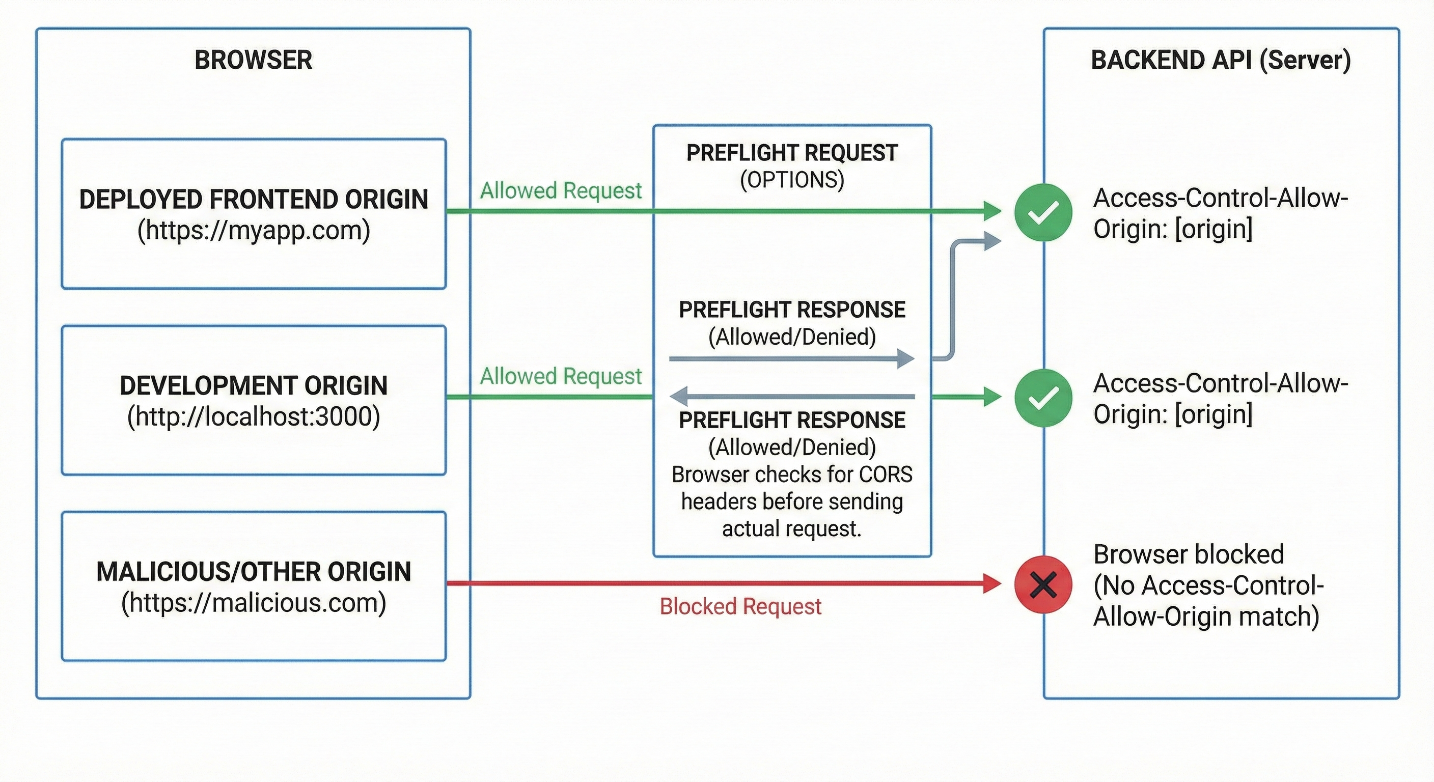 BROWSER
DEPLOYED FRONTEND ORIGIN
(https://myapp.com)
DEVELOPMENT ORIGIN
(http://localhost:3000)
MALICIOUS/OTHER ORIGIN
(https://malicious.com)
Allowed Request
Allowed Request
Blocked Request
PREFLIGHT REQUEST
(OPTIONS)
PREFLIGHT RESPONSE
(Allowed/Denied)
PREFLIGHT RESPONSE
(Allowed/Denied)
Browser checks for CORS
headers before sending
actual request.
BACKEND API (Server)
Access-Control-Allow-
Origin: [origin]
Access-Control-Allow-
Origin: [origin]
Browser blocked
(No Access-Control-
Allow-Origin match)